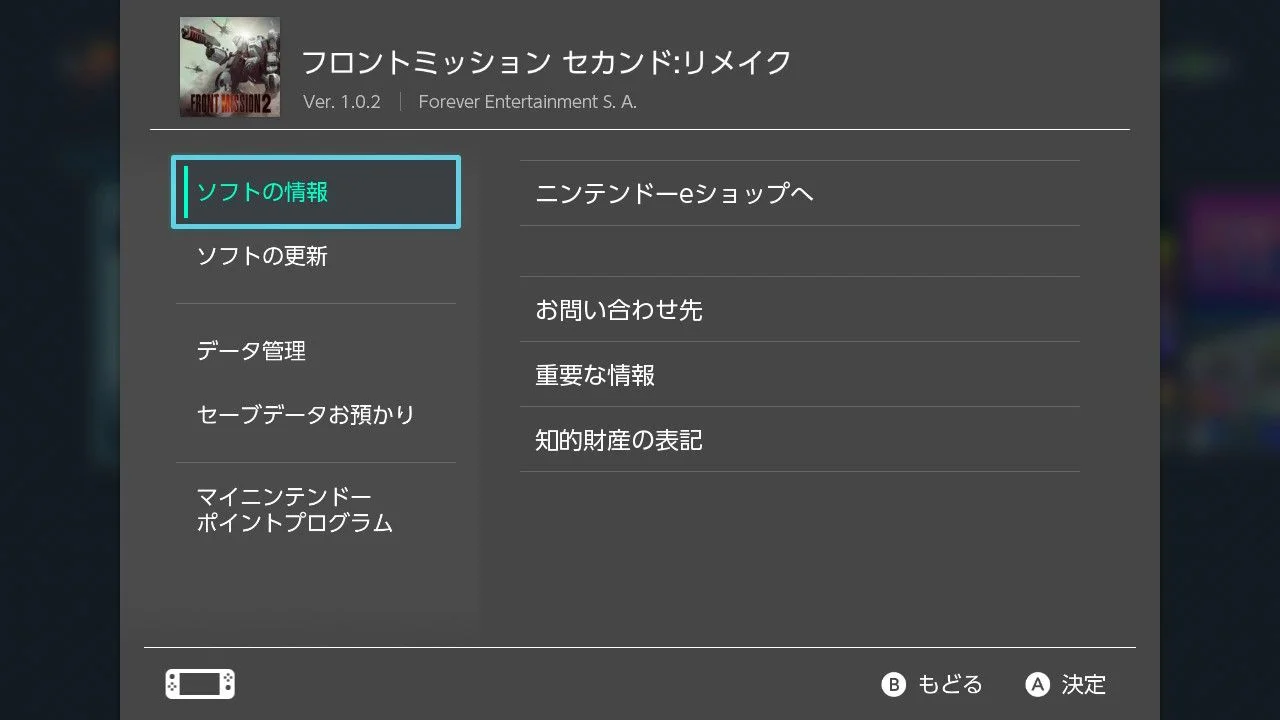 FRONT MISSION 2
フロントミッション セカンド:リメイク
Ver. 1.0.2 | Forever Entertainment S. A.
ソフトの情報
ソフトの更新
データ管理
セーブデータお預かり
マイニンテンドー
ポイントプログラム
ニンテンドーeショップへ
お問い合わせ先
重要な情報
知的財産の表記
B もどる
A 決定